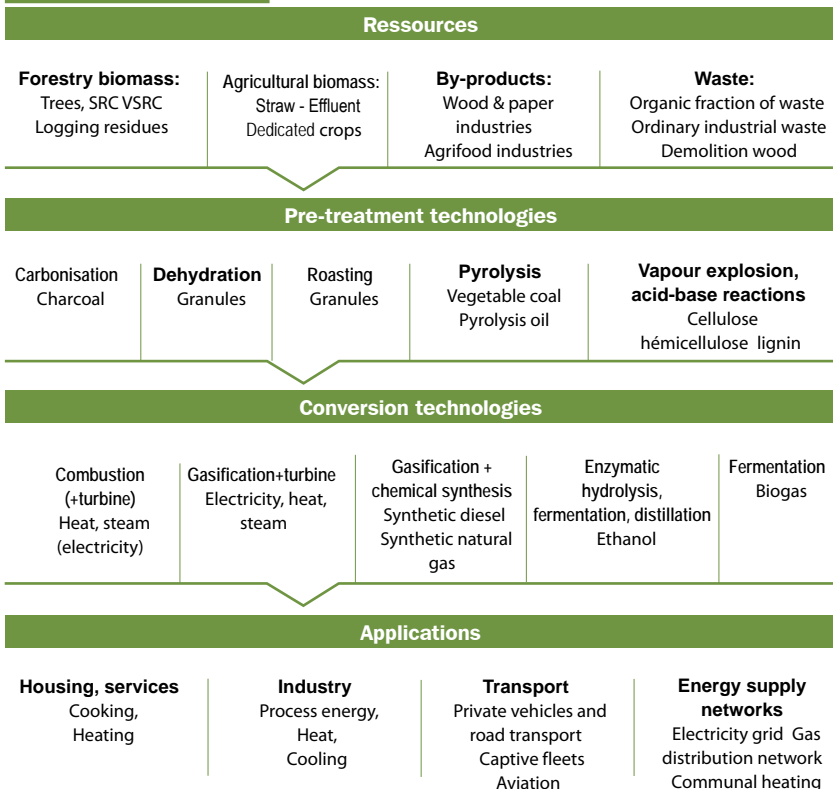 Ressources
Forestry biomass:
Trees, SRC VSRC
Logging residues
Agricultural biomass:
Straw - Effluent
Dedicated crops
By-products:
Wood & paper
industries
Agrifood industries
Waste:
Organic fraction of waste
Ordinary industrial waste
Demolition wood
Pre-treatment technologies
Carbonisation
Charcoal
Dehydration
Granules
Roasting
Granules
Pyrolysis
Vegetable coal
Pyrolysis oil
Vapour explosion,
acid-base reactions
Cellulose
hémicellulose lignin
Conversion technologies
Combustion
(+turbine)
Heat, steam
(electricity)
Gasification+turbine
Electricity, heat,
steam
Gasification +
chemical synthesis
Synthetic diesel
Synthetic natural
gas
Enzymatic
hydrolysis,
fermentation, distillation
Ethanol
Fermentation
Biogas
Applications
Housing, services
Cooking,
Heating
Industry
Process energy,
Heat,
Cooling
Transport
Private vehicles and
road transport
Captive fleets
Aviation
Energy supply
networks
Electricity grid Gas
distribution network
Communal heating